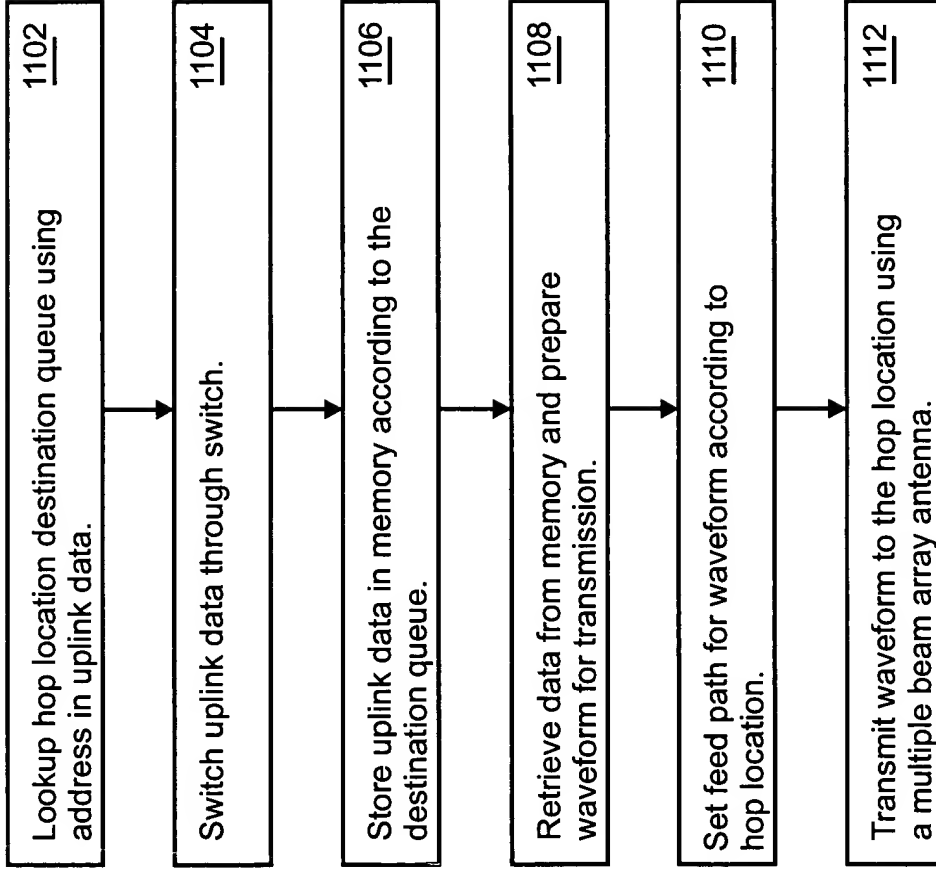 Lookup hop location destination queue using
address in uplink data.
1102
Switch uplink data through switch.
1104
Store uplink data in memory according to the
destination queue.
1106
Retrieve data from memory and prepare
waveform for transmission.
1108
Set feed path for waveform according to
hop location.
1110
Transmit waveform to the hop location using
a multiple beam array antenna.
1112